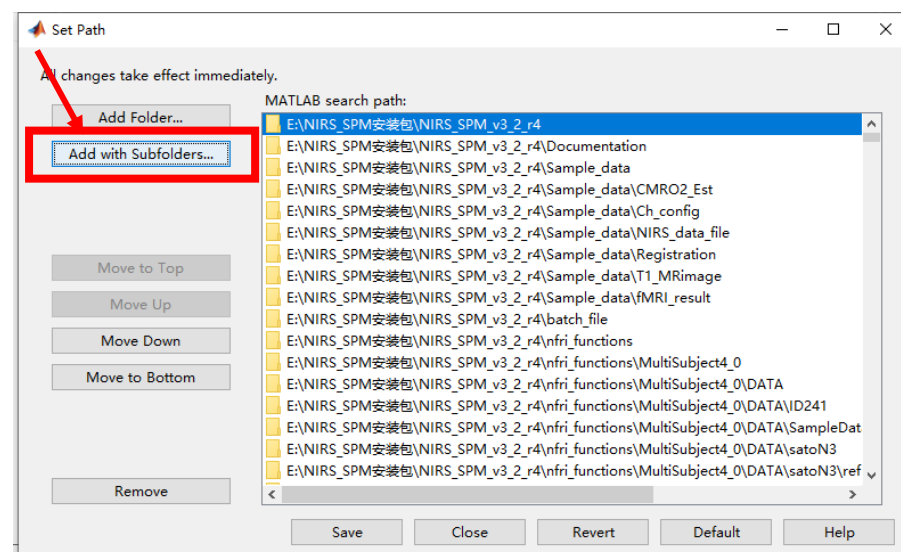 Set Path
All changes take effect immediately.
MATLAB search path:
Add Folder...
Add with Subfolders...
Move to Top
Move Up
Move Down
Move to Bottom
Remove
E:\NIRS_SPM安装包\NIRS_SPM_v3_2_r4
E:\NIRS_SPM安装包\NIRS_SPM_v3_2_r4\Documentation
E:\NIRS_SPM安装包\NIRS_SPM_v3_2_r4\Sample_data
E:\NIRS_SPM安装包\NIRS_SPM_v3_2_r4\Sample_data\CMRO2_Est
E:\NIRS_SPM安装包\NIRS_SPM_v3_2_r4\Sample_data\Ch_config
E:\NIRS_SPM安装包\NIRS_SPM_v3_2_r4\Sample_data\NIRS_data_file
E:\NIRS_SPM安装包\NIRS_SPM_v3_2_r4\Sample_data\Registration
E:\NIRS_SPM安装包\NIRS_SPM_v3_2_r4\Sample_data\T1_MRimage
E:\NIRS_SPM安装包\NIRS_SPM_v3_2_r4\Sample_data\fMRI_result
E:\NIRS_SPM安装包\NIRS_SPM_v3_2_r4\batch_file
E:\NIRS_SPM安装包\NIRS_SPM_v3_2_r4\nfri_functions
E:\NIRS_SPM安装包\NIRS_SPM_v3_2_r4\nfri_functions\MultiSubject4_0
E:\NIRS_SPM安装包\NIRS_SPM_v3_2_r4\nfri_functions\MultiSubject4_0\DATA
E:\NIRS_SPM安装包\NIRS_SPM_v3_2_r4\nfri_functions\MultiSubject4_0\DATA\ID241
E:\NIRS_SPM安装包\NIRS_SPM_v3_2_r4\nfri_functions\MultiSubject4_0\DATA\SampleDat
E:\NIRS_SPM安装包\NIRS_SPM_v3_2_r4\nfri_functions\MultiSubject4_0\DATA\satoN3
E:\NIRS_SPM安装包\NIRS_SPM_v3_2_r4\nfri_functions\MultiSubject4_0\DATA\satoN3\ref
Save
Close
Revert
Default
Help